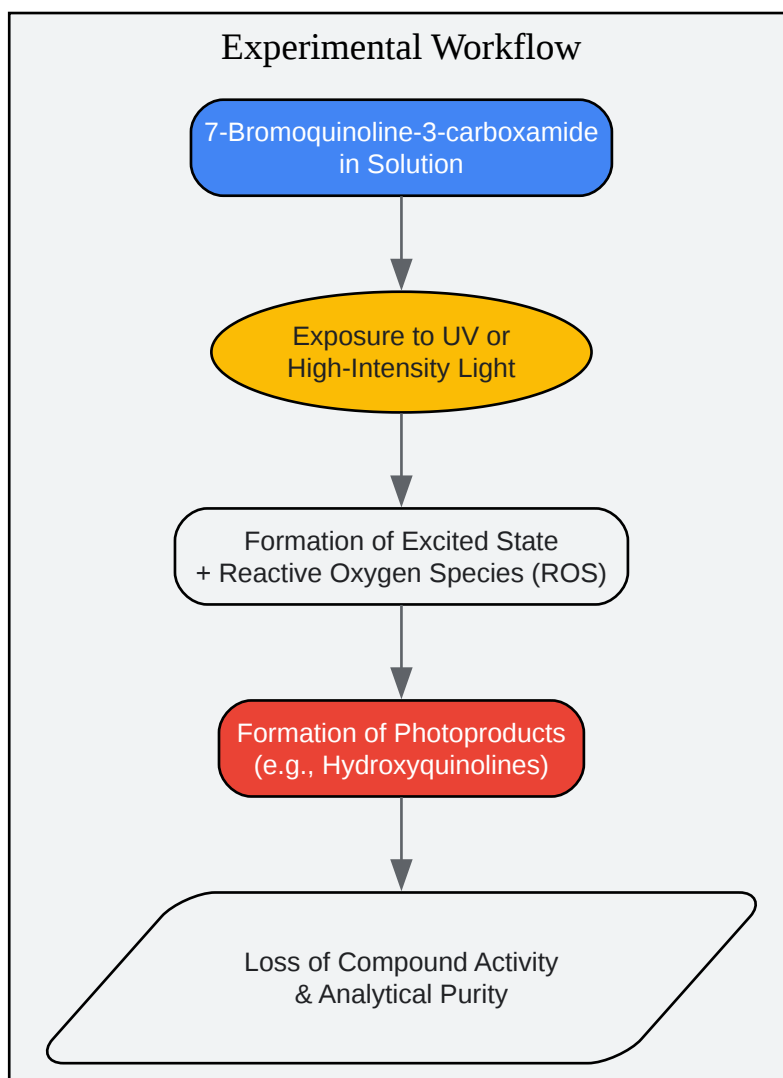 Experimental Workflow
7-Bromoquinoline-3-carboxamide
in Solution
Exposure to UV or
High-Intensity Light
Formation of Excited State
+ Reactive Oxygen Species (ROS)
Formation of Photoproducts
(e.g., Hydroxyquinolines)
Loss of Compound Activity
& Analytical Purity